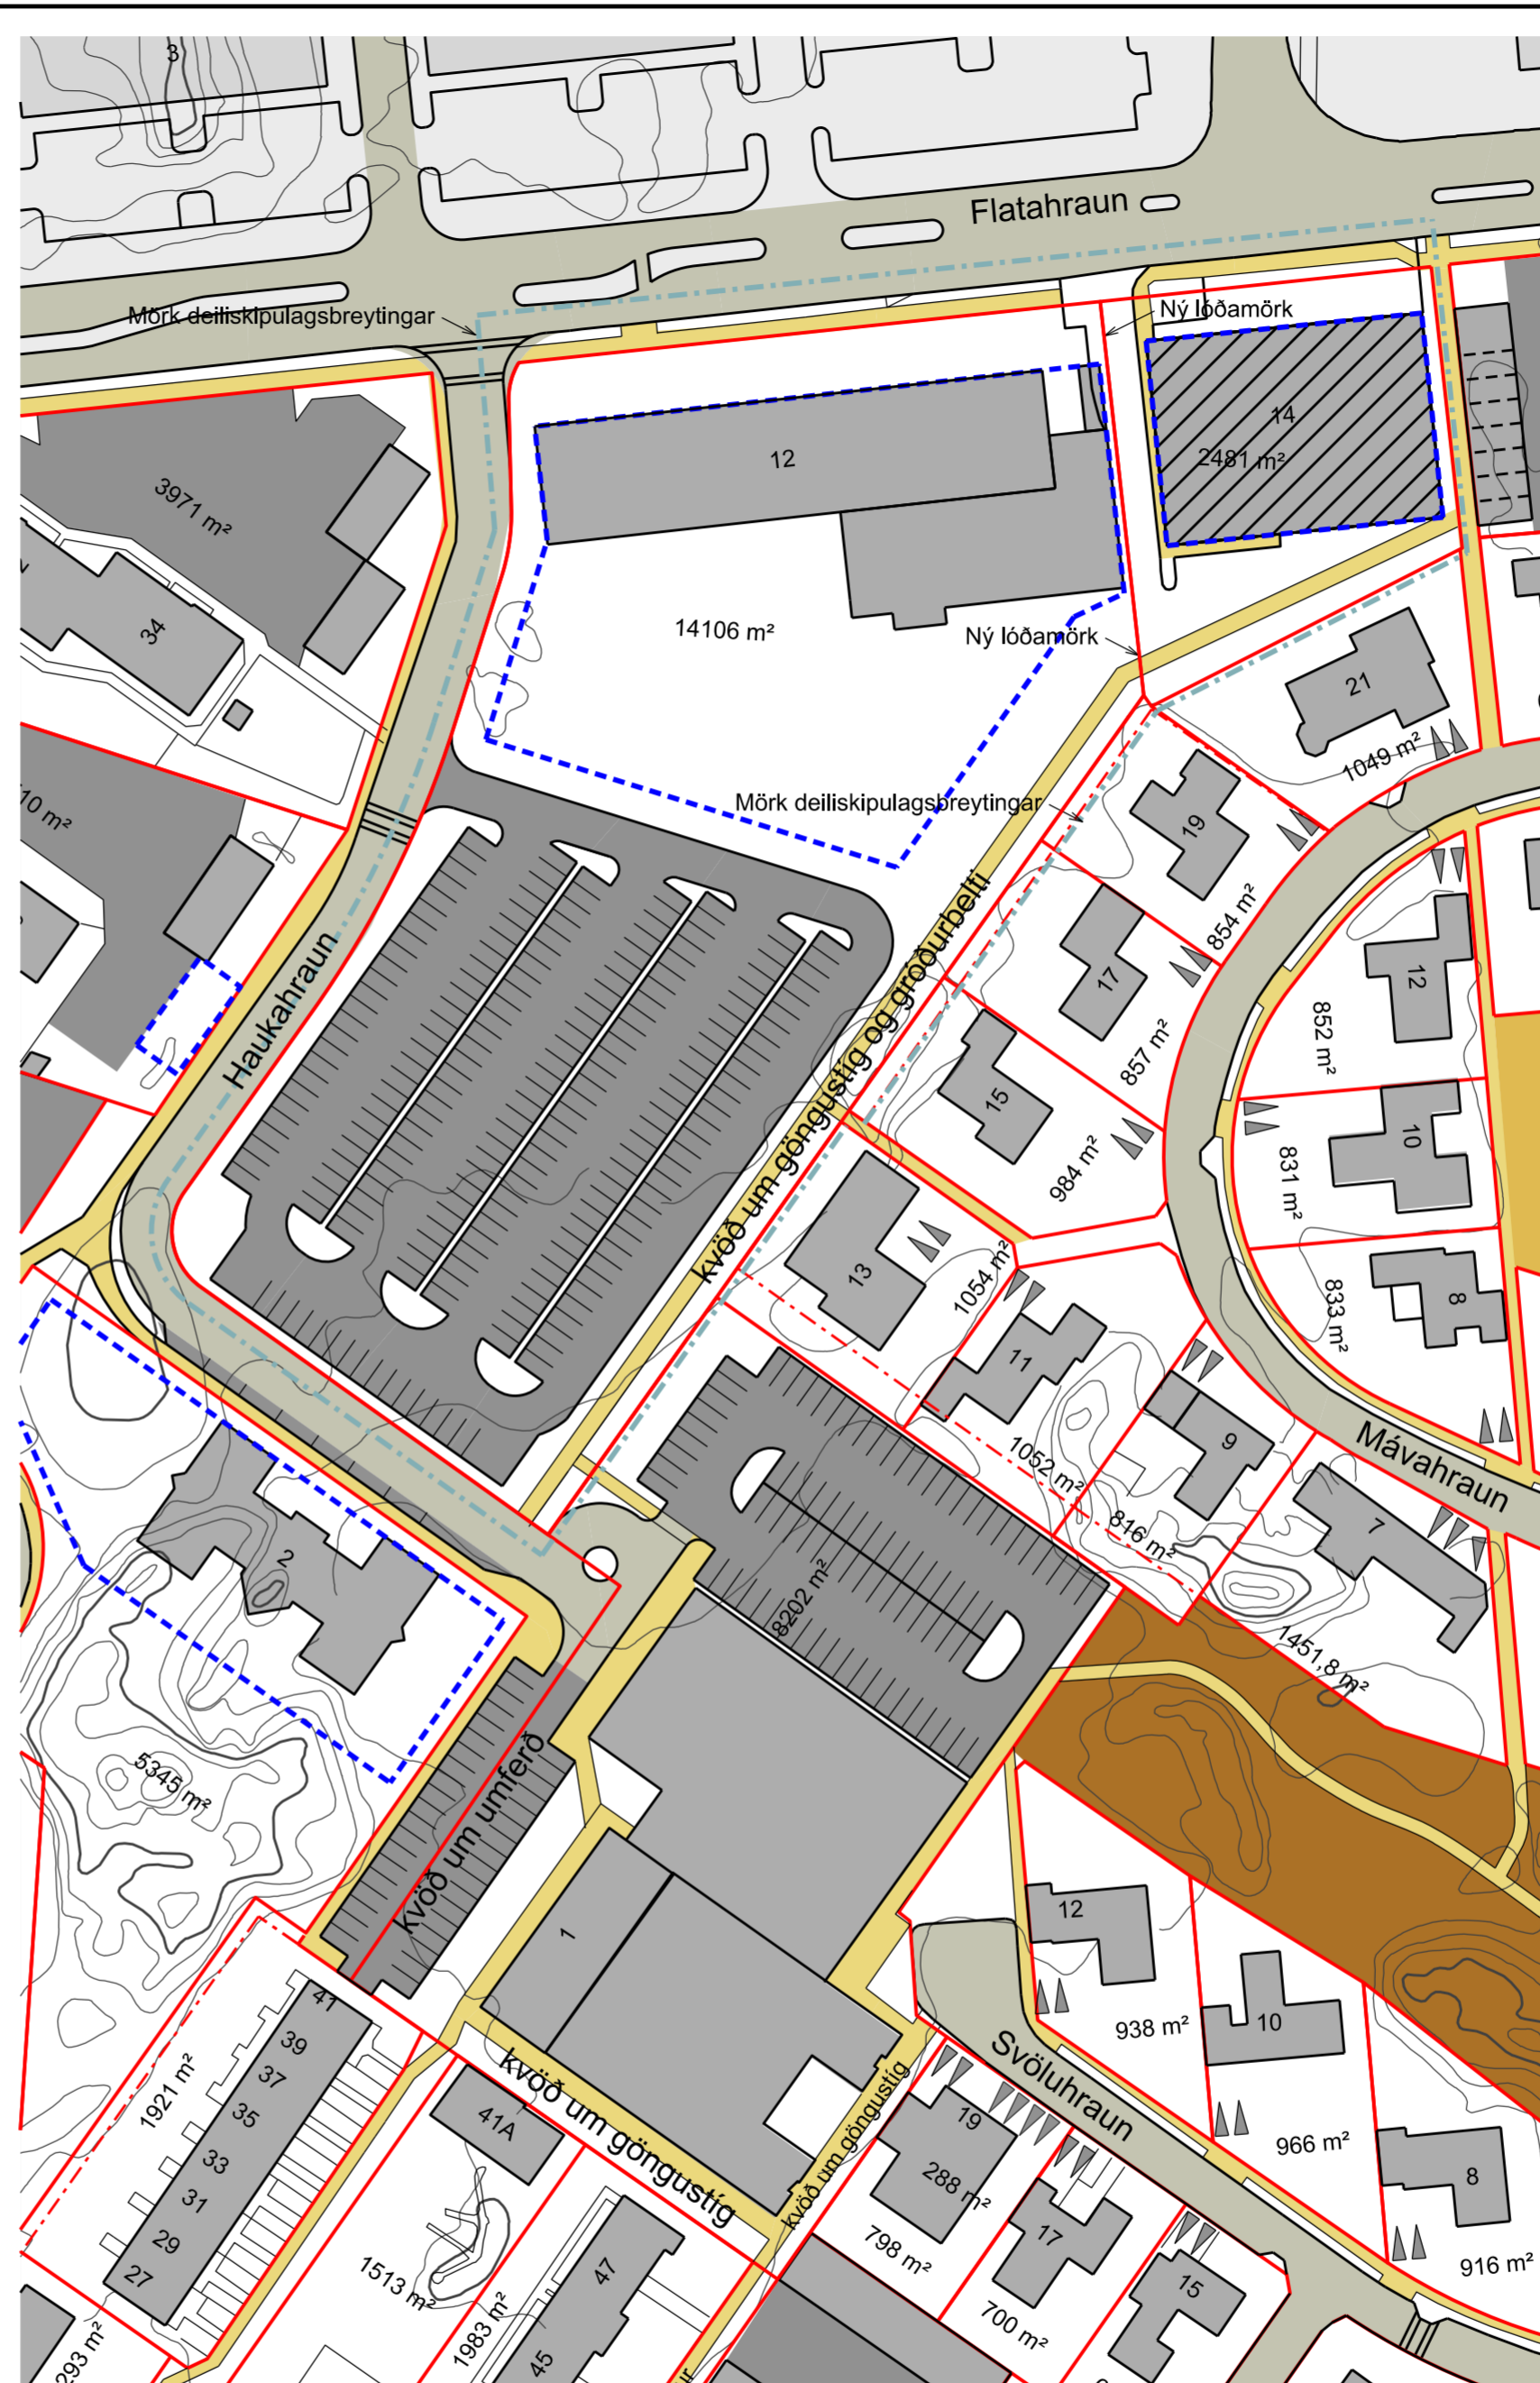 3
Flatahraun
Mörk deiliskipulagsbreytingar
Ný lóðamörk
14
2481 m²
12
3971 m²
34
14106 m²
Ný lóðamörk
21
1049 m²
Mörk deiliskipulagsbreytingar
19
854 m²
17
857 m²
12
852 m²
Haukahraun
kvöð um göngustíg og gróðurbelti
15
984 m²
10
831 m²
13
1054 m²
8
833 m²
11
1052 m²
9
816 m²
Mávahraun
7
1451,8 m²
2
8202 m²
5345 m²
kvöð um umferð
1
12
938 m²
10
41
39
37
35
33
31
29
27
1921 m²
Svöluhraun
966 m²
8
916 m²
41A
kvöð um göngustíg
kvöð um göngustíg
19
288 m²
798 m²
17
700 m²
15
1513 m²
1983 m²
47
45
293 m²